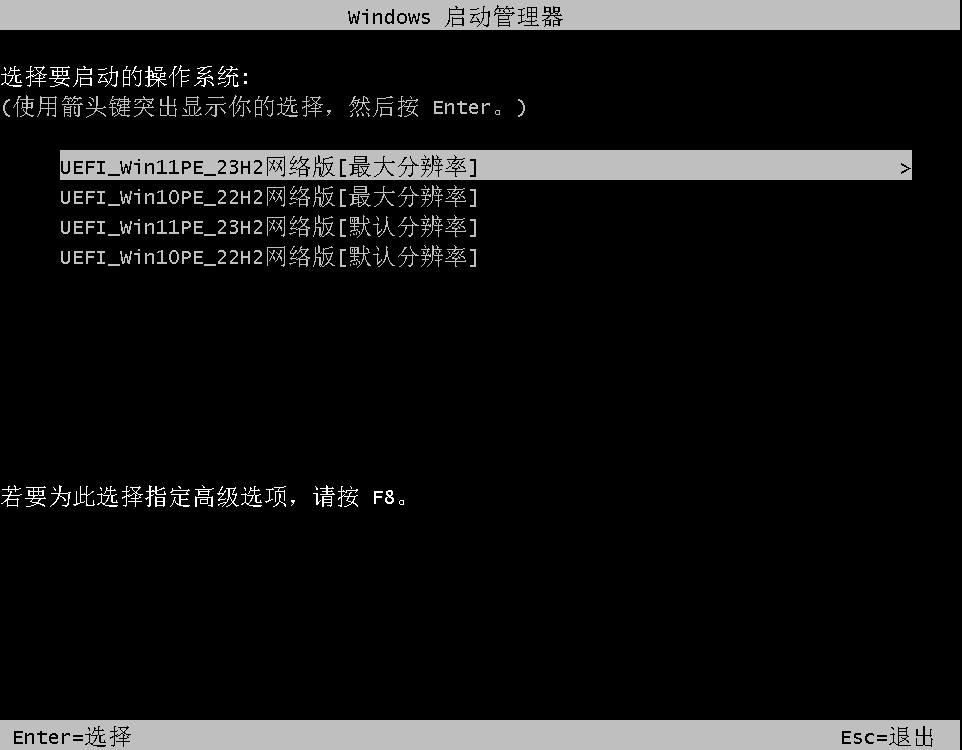 Windows 启动管理器
选择要启动的操作系统:
(使用箭头键突出显示你的选择，然后按 Enter。)
UEFI_Win11PE_23H2网络版[最大分辨率] >
UEFI_Win10PE_22H2网络版[最大分辨率]
UEFI_Win11PE_23H2网络版[默认分辨率]
UEFI_Win10PE_22H2网络版[默认分辨率]
若要为此选择指定高级选项，请按 F8。
Enter=选择 Esc=退出